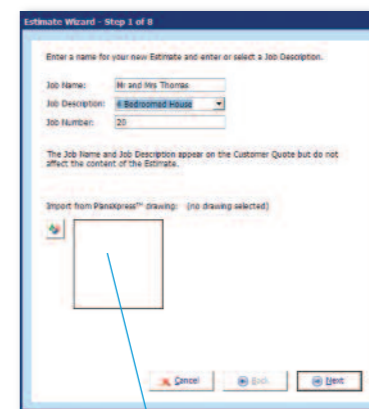 Estimate Wizard - Step 1 of 8
Enter a name for your new Estimate and enter or select a Job Description.
Job Name: Mr and Mrs Thomas
Job Description: 4 Bedroomed House
Job Number: 20
The Job Name and Job Description appear on the Customer Quote but do not
affect the content of the Estimate.
Import from PlansXpress™ drawing: (no drawing selected)
Cancel Back Next